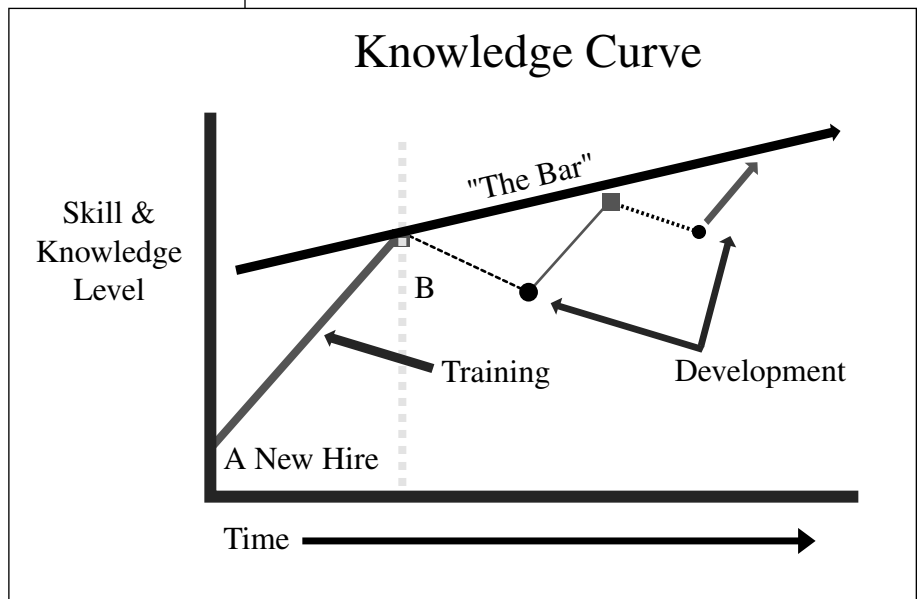 Knowledge Curve
"The Bar"
Skill &
Knowledge
Level
B
Training
Development
A New Hire
Time